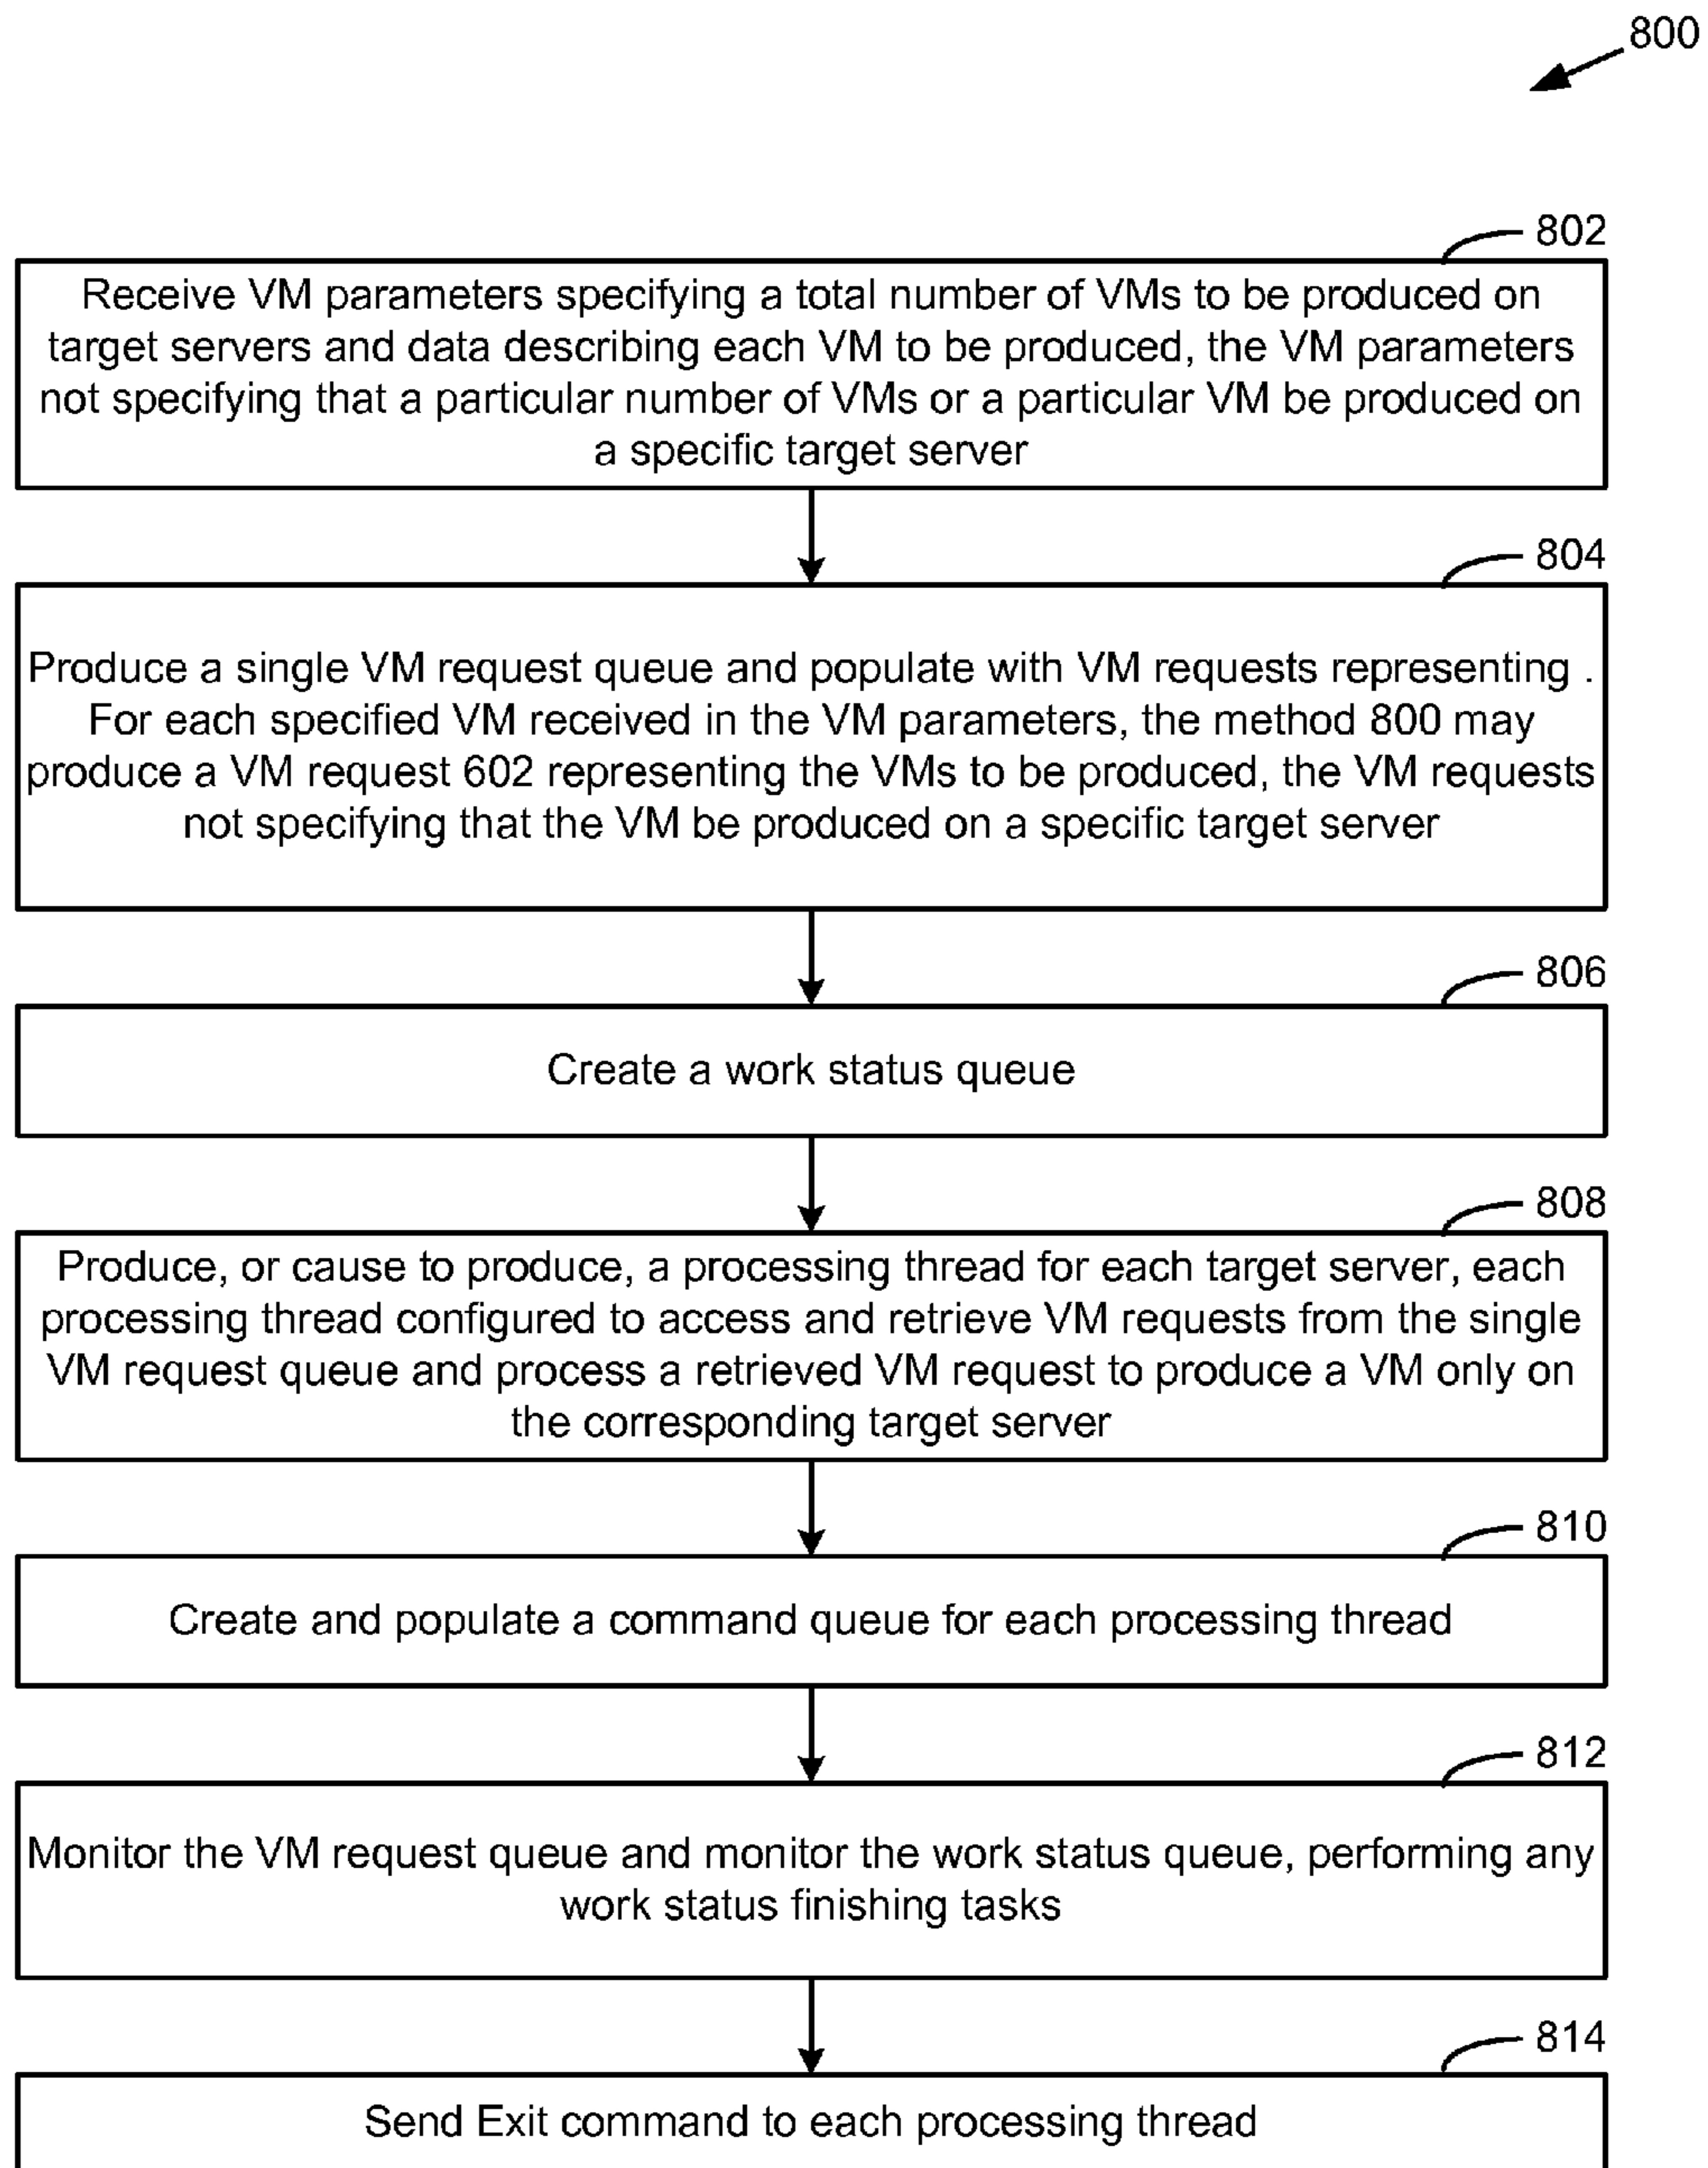 800
802
Receive VM parameters specifying a total number of VMs to be produced on
target servers and data describing each VM to be produced, the VM parameters
not specifying that a particular number of VMs or a particular VM be produced on
a specific target server
804
Produce a single VM request queue and populate with VM requests representing .
For each specified VM received in the VM parameters, the method 800 may
produce a VM request 602 representing the VMs to be produced, the VM requests
not specifying that the VM be produced on a specific target server
806
Create a work status queue
808
Produce, or cause to produce, a processing thread for each target server, each
processing thread configured to access and retrieve VM requests from the single
VM request queue and process a retrieved VM request to produce a VM only on
the corresponding target server
810
Create and populate a command queue for each processing thread
812
Monitor the VM request queue and monitor the work status queue, performing any
work status finishing tasks
814
Send Exit command to each processing thread